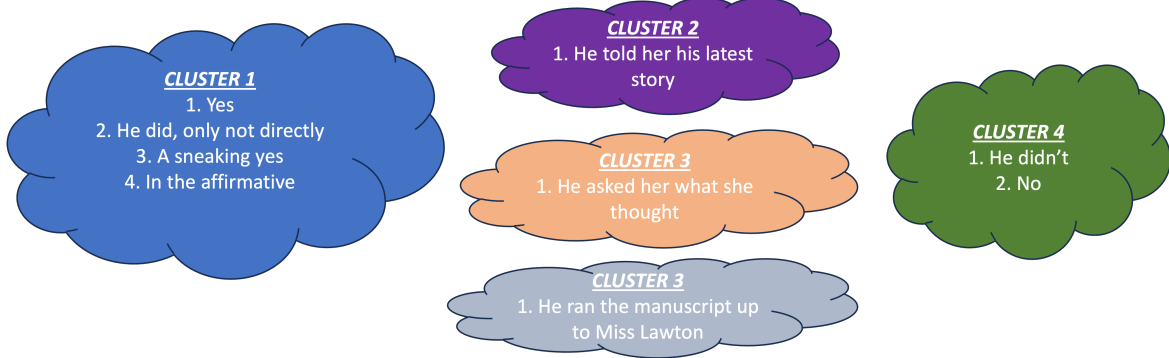 CLUSTER 1
1. Yes
2. He did, only not directly
3. A sneaking yes
4. In the affirmative
CLUSTER 2
1. He told her his latest
story
CLUSTER 3
1. He asked her what she
thought
CLUSTER 3
1. He ran the manuscript up
to Miss Lawton
CLUSTER 4
1. He didn’t
2. No